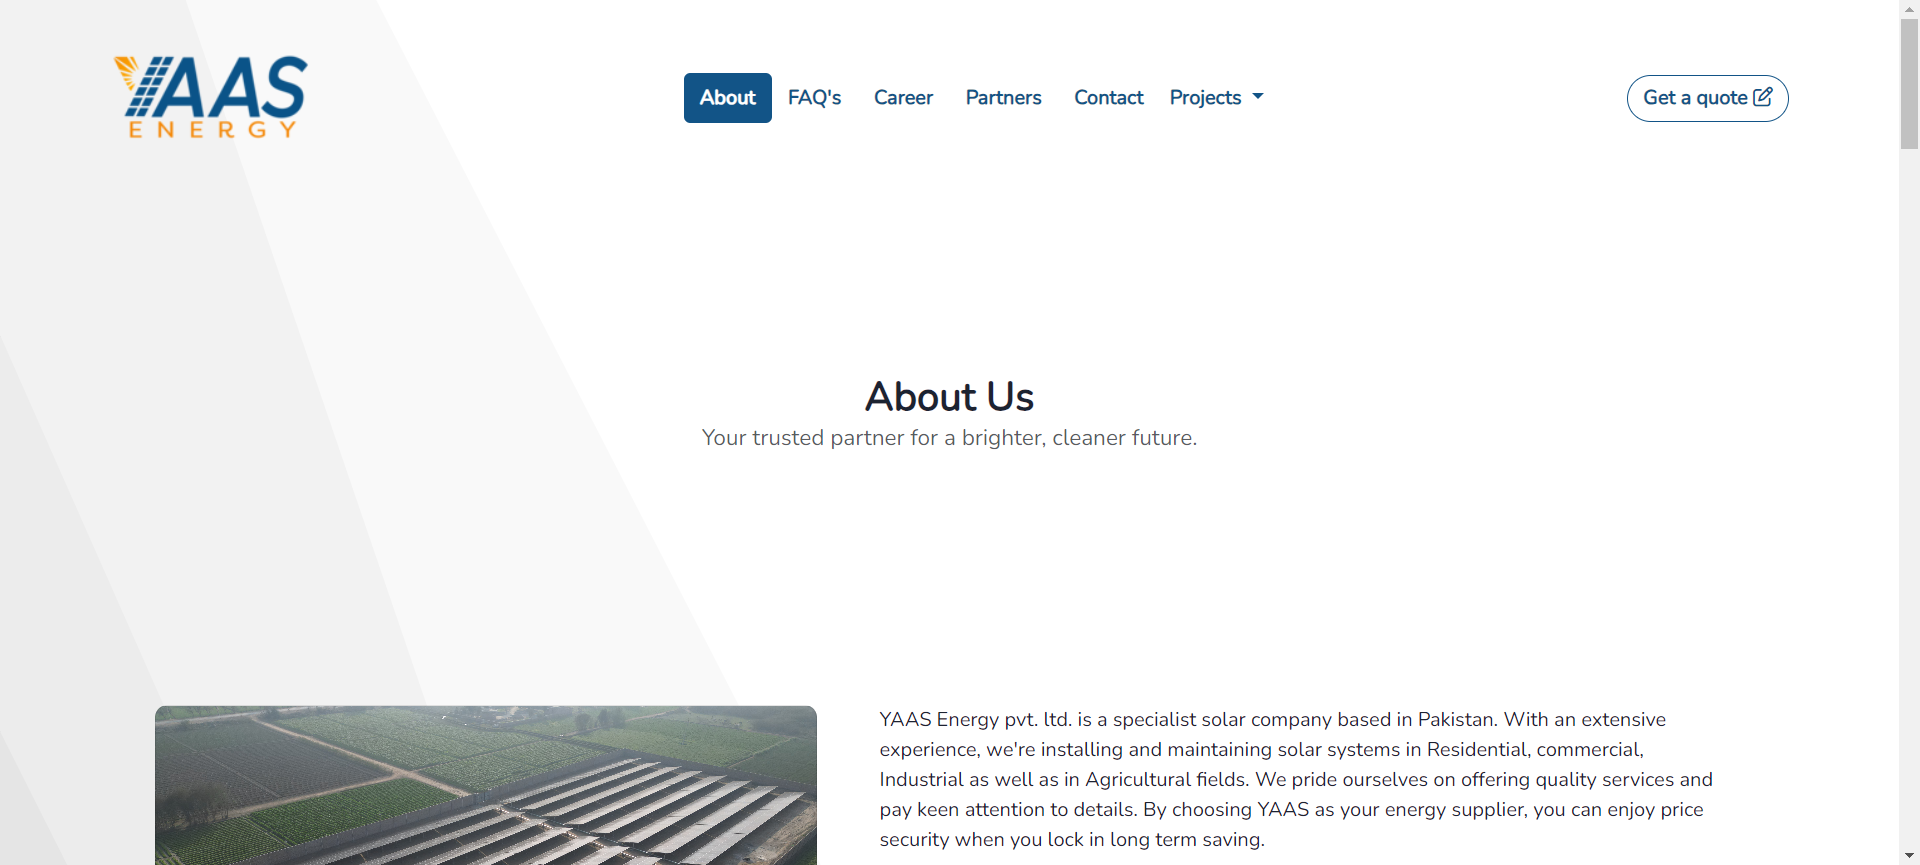 YAAS
ENERGY
About
FAQ's
Career
Partners
Contact
Projects
Get a quote
About Us
Your trusted partner for a brighter, cleaner future.
YAAS Energy pvt. ltd. is a specialist solar company based in Pakistan. With an extensive
experience, we're installing and maintaining solar systems in Residential, commercial,
Industrial as well as in Agricultural fields. We pride ourselves on offering quality services and
pay keen attention to details. By choosing YAAS as your energy supplier, you can enjoy price
security when you lock in long term saving.